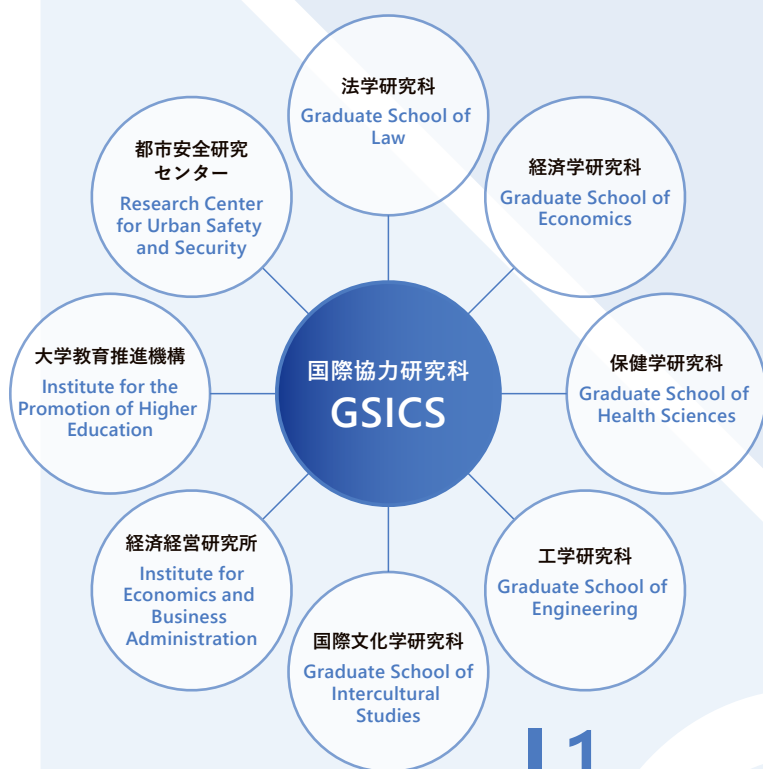 法学研究科
Graduate School of
Law
都市安全研究
センター
Research Center
for Urban Safety
and Security
経済学研究科
Graduate School of
Economics
大学教育推進機構
Institute for the
Promotion of Higher
Education
国際協力研究科
GSICS
保健学研究科
Graduate School of
Health Sciences
経済経営研究所
Institute for
Economics and
Business
Administration
工学研究科
Graduate School of
Engineering
国際文化学研究科
Graduate School of
Intercultural
Studies